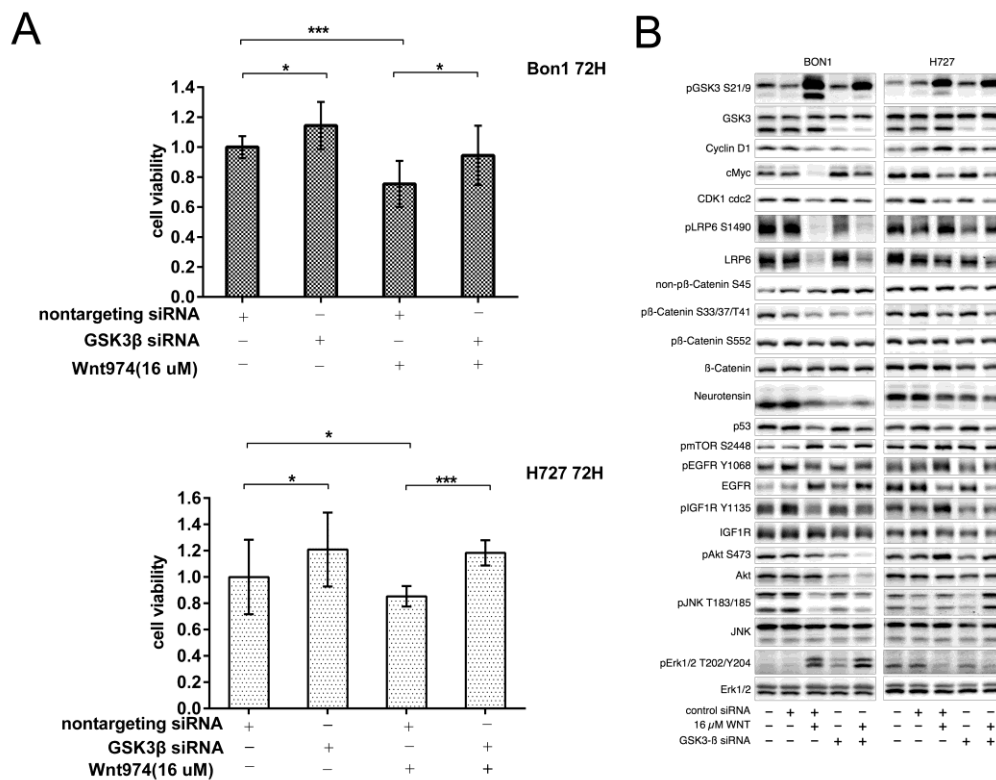 A
***
*
*
Bon1 72H
cell viability
1.4
1.2
1.0
0.8
0.6
0.4
0.2
0.0
nontargeting siRNA + − + −
GSK3β siRNA − + − +
Wnt974(16 uM) − − + +
*
*
***
H727 72H
cell viability
1.6
1.4
1.2
1.0
0.8
0.6
0.4
0.2
0.0
nontargeting siRNA + − + −
GSK3β siRNA − + − +
Wnt974(16 uM) − − + +
B
BON1 H727
pGSK3 S21/9
GSK3
Cyclin D1
cMyc
CDK1 cdc2
pLRP6 S1490
LRP6
non-pß-Catenin S45
pß-Catenin S33/37/T41
pß-Catenin S552
ß-Catenin
Neurotensin
p53
pmTOR S2448
pEGFR Y1068
EGFR
pIGF1R Y1135
IGF1R
pAkt S473
Akt
pJNK T183/185
JNK
pErk1/2 T202/Y204
Erk1/2
control siRNA − + + − − − + + − −
16 µM WNT − − + − + − − + − +
GSK3-ß siRNA − − − + + − − − + +